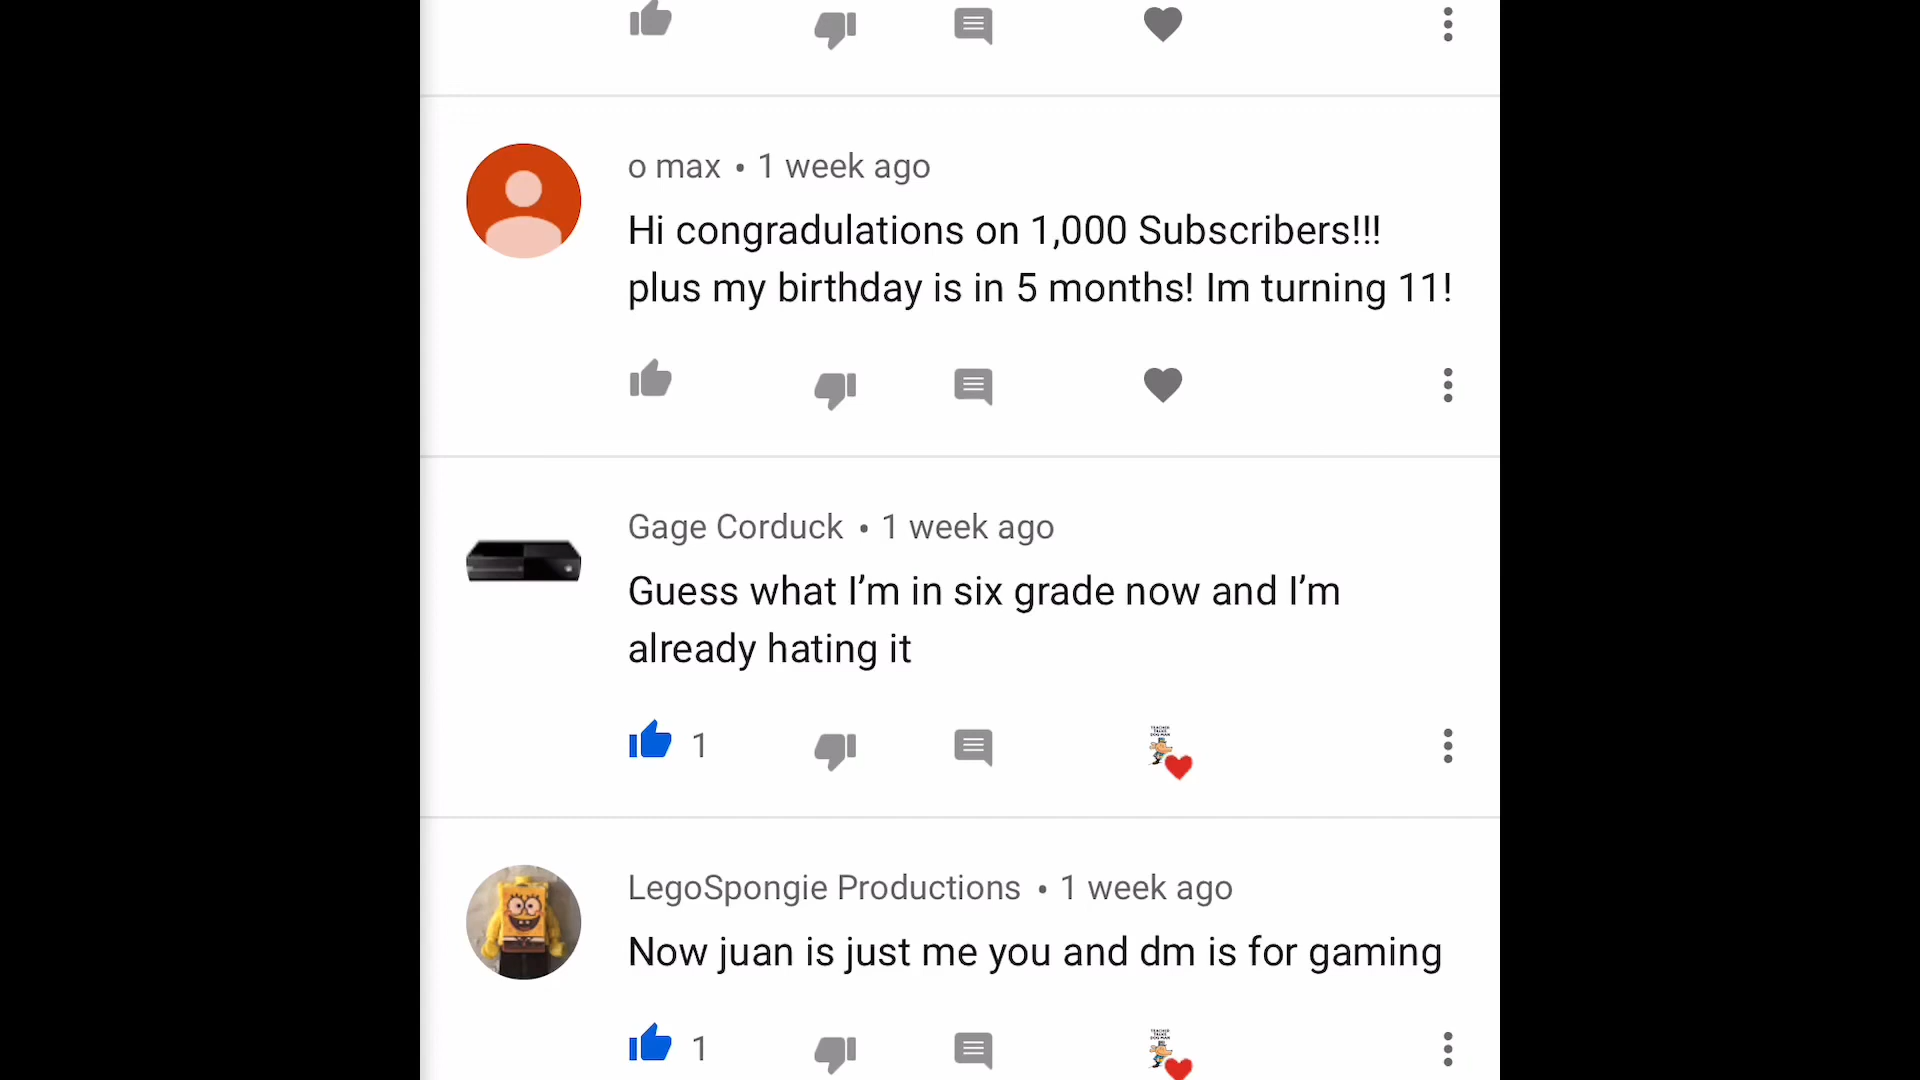 o max • 1 week ago
Hi congradulations on 1,000 Subscribers!!!
plus my birthday is in 5 months! Im turning 11!
Gage Corduck • 1 week ago
Guess what I’m in six grade now and I’m
already hating it
1
LegoSpongie Productions • 1 week ago
Now juan is just me you and dm is for gaming
1